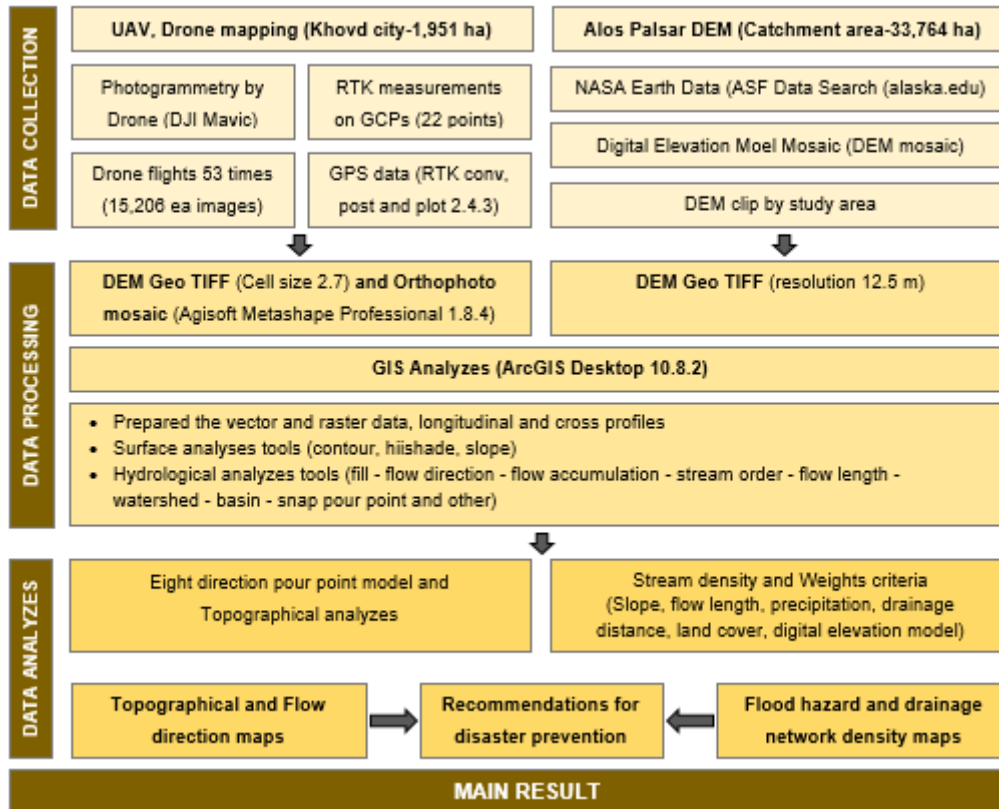 DATA COLLECTION
UAV, Drone mapping (Khovd city-1,951 ha)
Photogrammetry by
Drone (DJI Mavic)
RTK measurements
on GCPs (22 points)
Drone flights 53 times
(15,206 ea images)
GPS data (RTK conv,
post and plot 2.4.3)
Alos Palsar DEM (Catchment area-33,764 ha)
NASA Earth Data (ASF Data Search (alaska.edu)
Digital Elevation Moel Mosaic (DEM mosaic)
DEM clip by study area
DATA PROCESSING
DEM Geo TIFF (Cell size 2.7) and Orthophoto
mosaic (Agisoft Metashape Professional 1.8.4)
DEM Geo TIFF (resolution 12.5 m)
GIS Analyzes (ArcGIS Desktop 10.8.2)
• Prepared the vector and raster data, longitudinal and cross profiles
• Surface analyses tools (contour, hiishade, slope)
• Hydrological analyzes tools (fill - flow direction - flow accumulation - stream order - flow length -
watershed - basin - snap pour point and other)
DATA ANALYZES
Eight direction pour point model and
Topographical analyzes
Stream density and Weights criteria
(Slope, flow length, precipitation, drainage
distance, land cover, digital elevation model)
Topographical and Flow
direction maps
Recommendations for
disaster prevention
Flood hazard and drainage
network density maps
MAIN RESULT